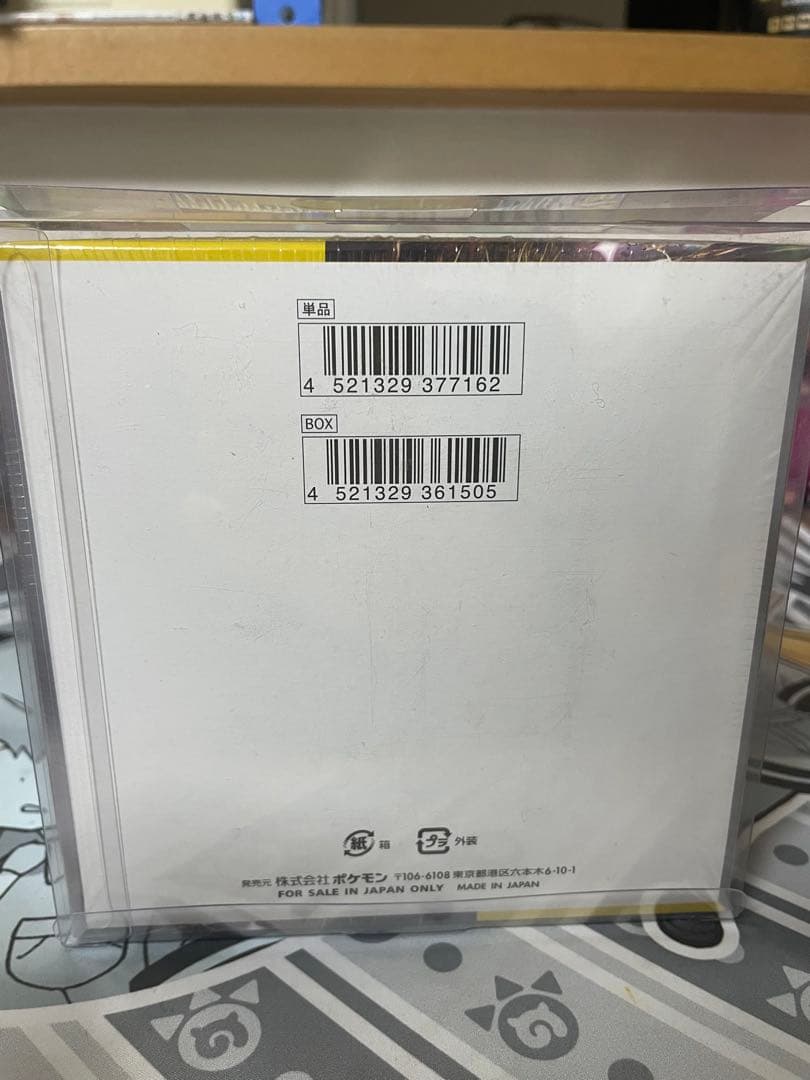 単品
4 521329 377162
BOX
4 521329 361505
紙 箱 プラ 外装
発売元 株式会社 ポケモン 〒106-6108 東京都港区六本木6-10-1
FOR SALE IN JAPAN ONLY MADE IN JAPAN